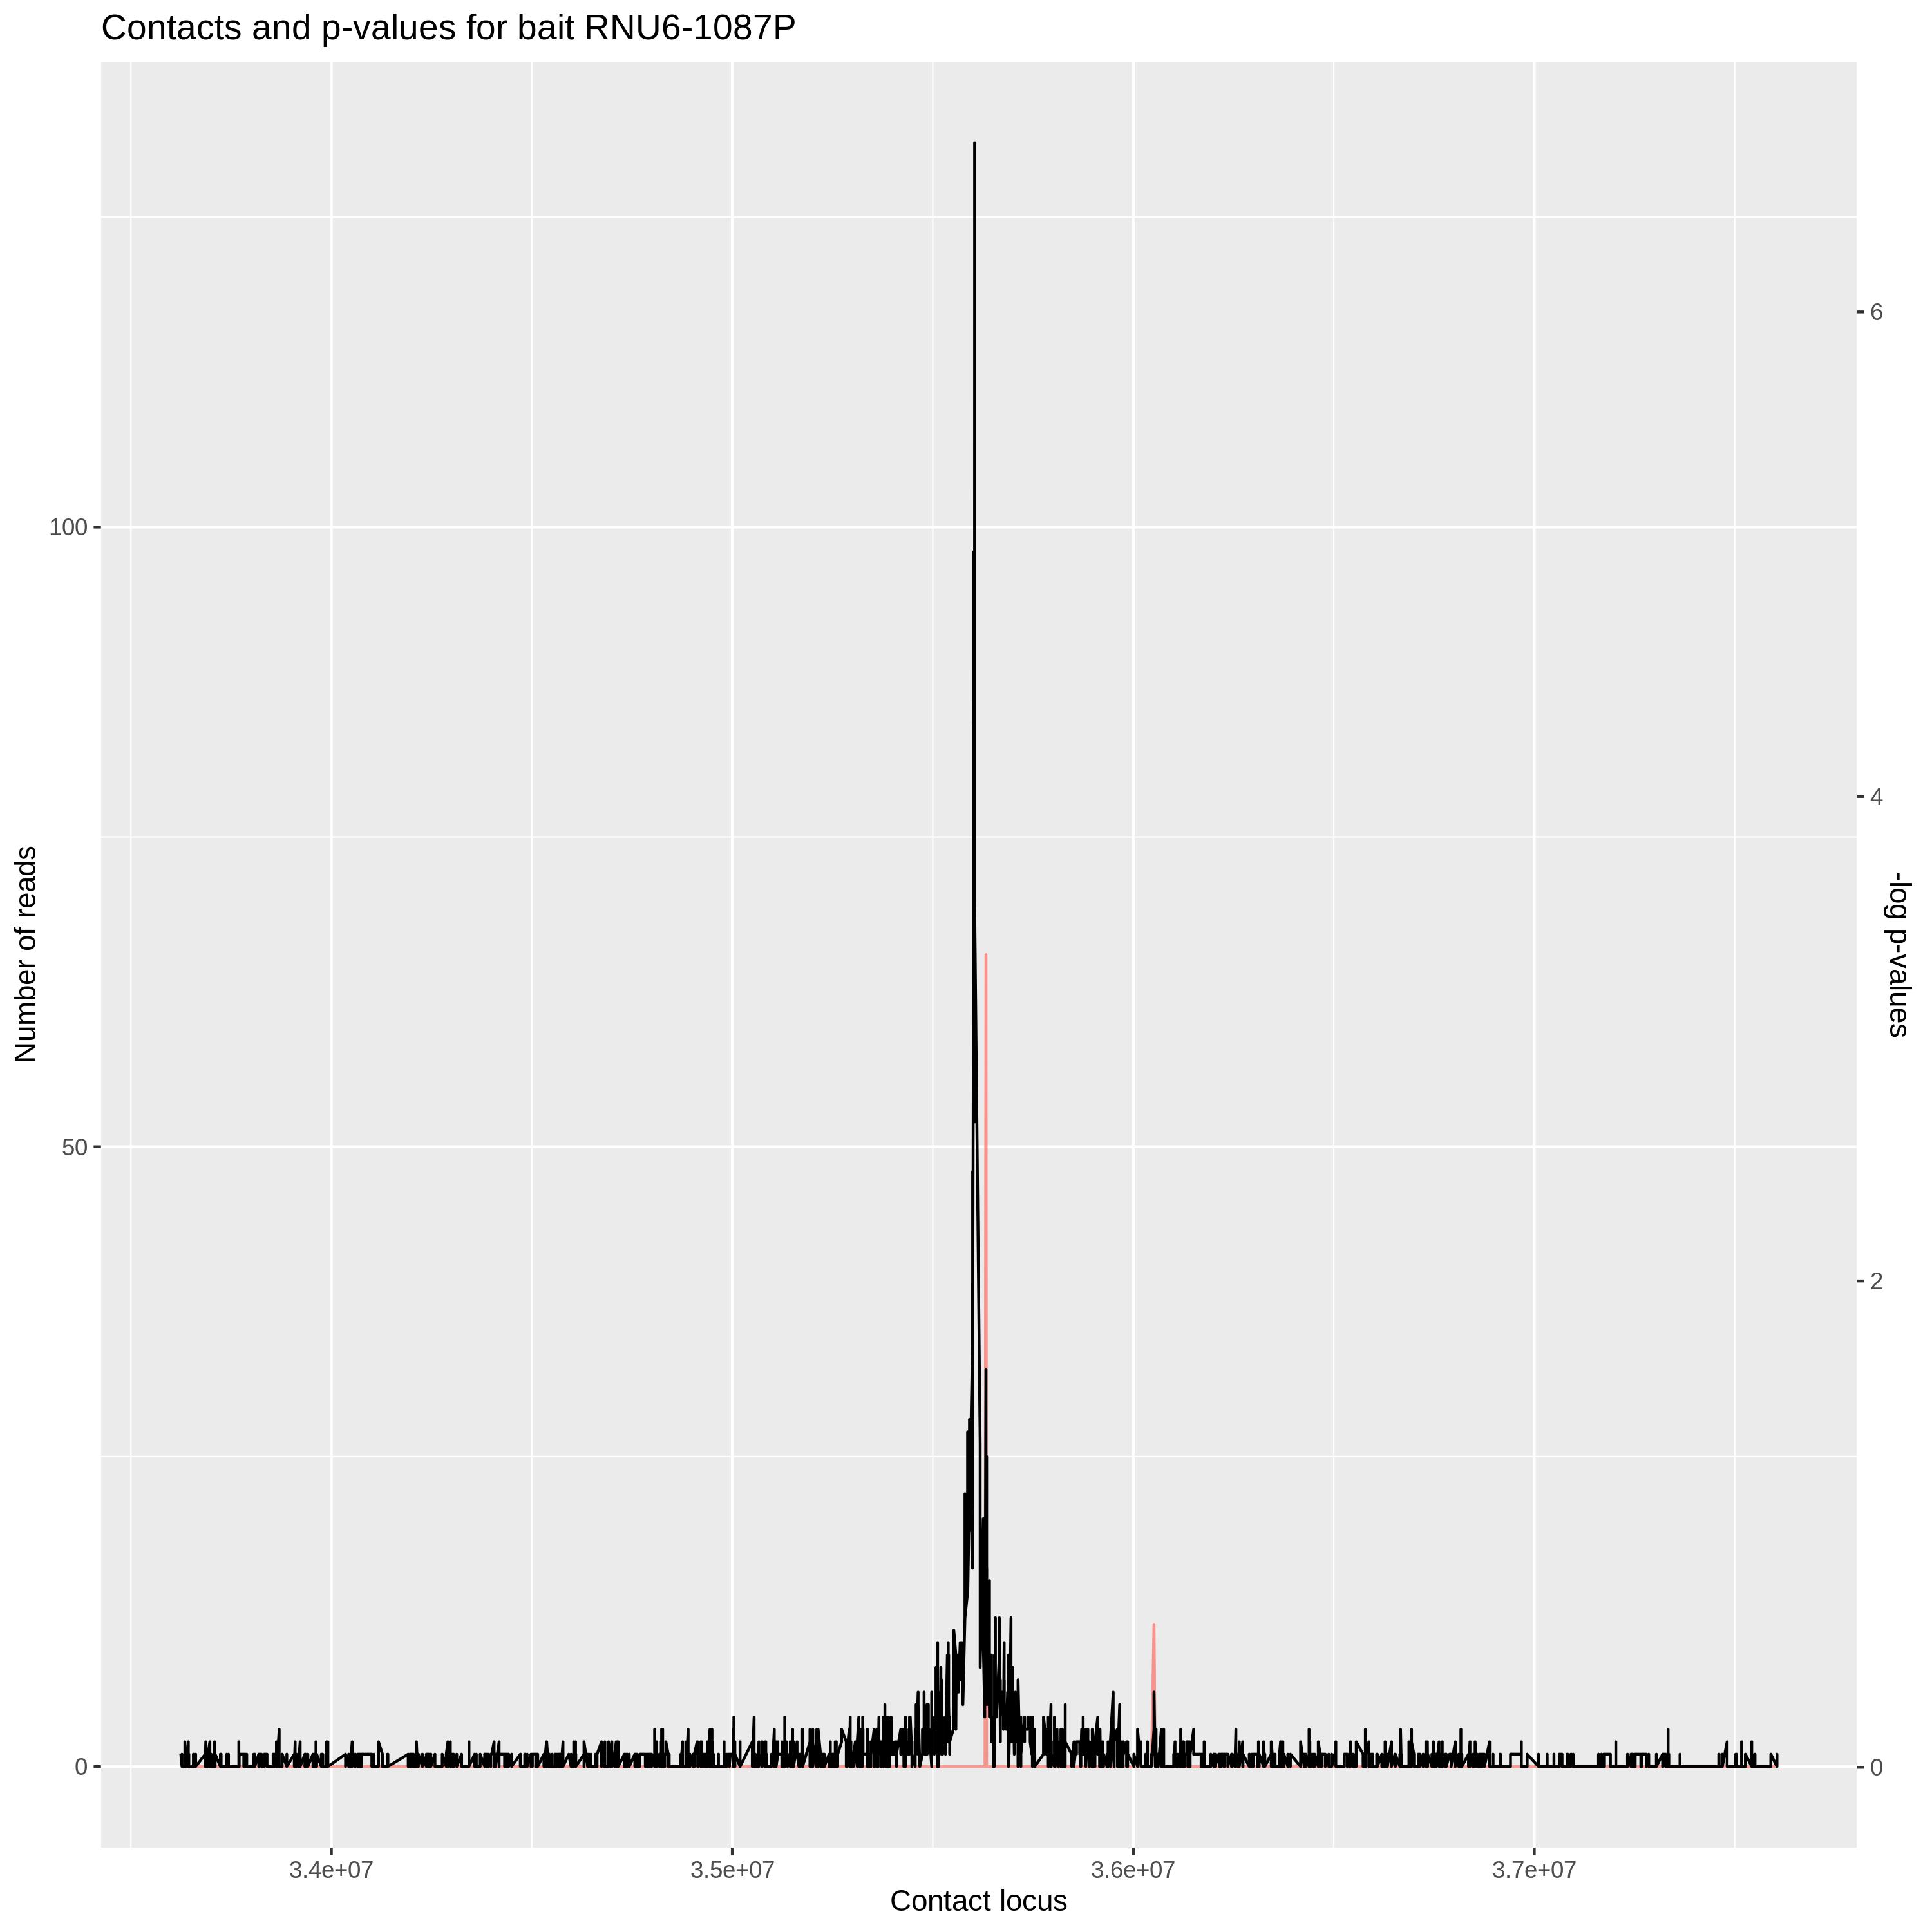 Contacts and p-values for bait RNU6-1087P
100
50
0
Number of reads
6
4
2
0
-log p-values
3.4e+07
3.5e+07
3.6e+07
3.7e+07
Contact locus